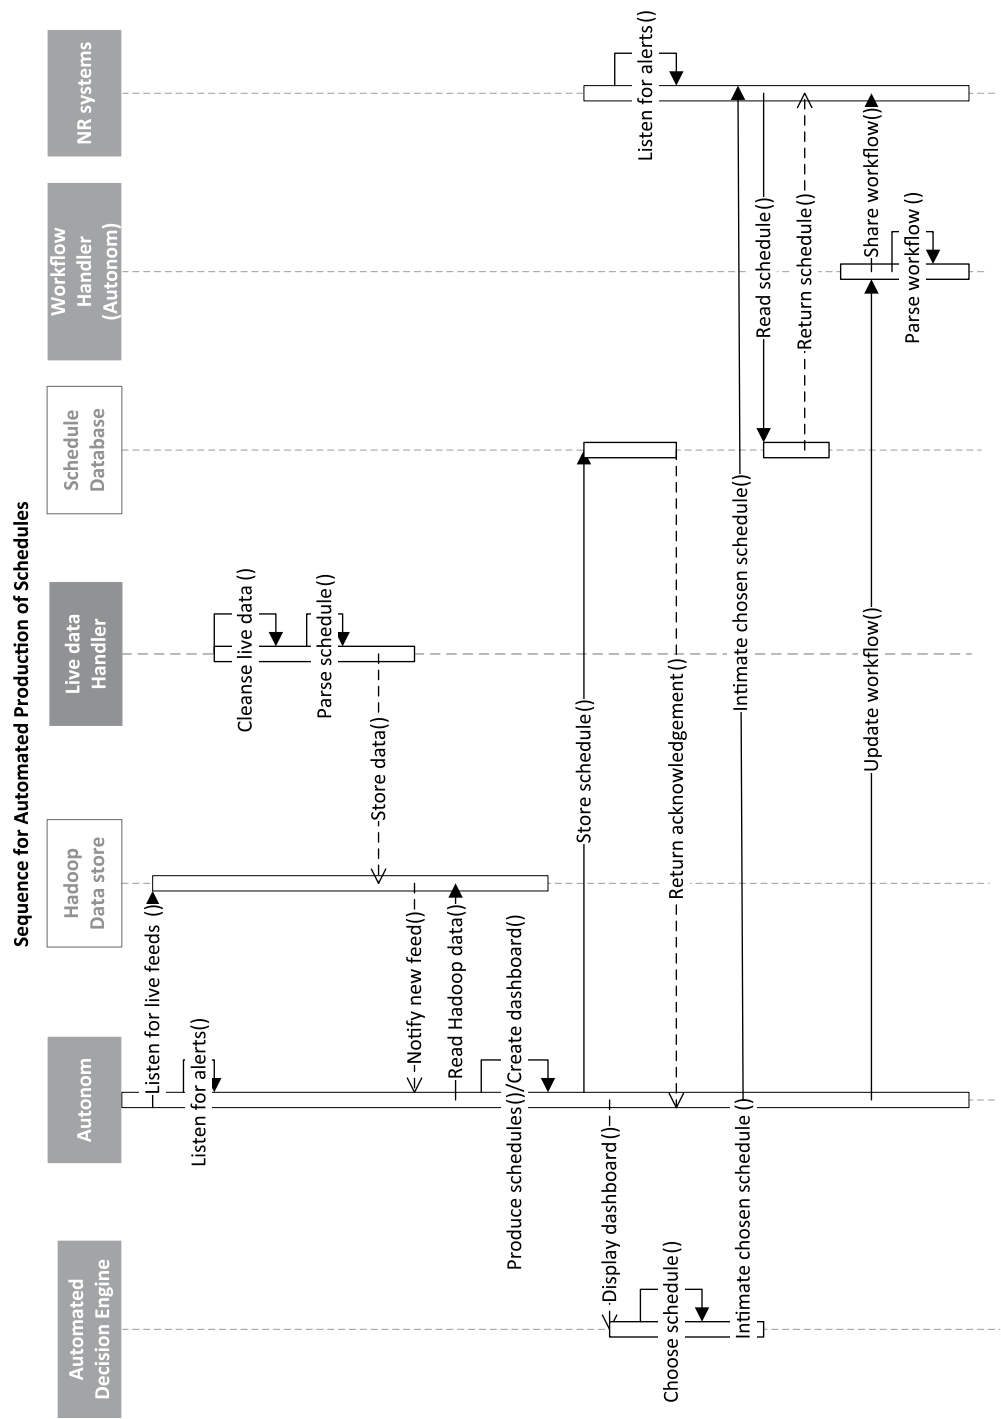 Sequence for Automated Production of Schedules
Automated
Decision Engine
Autonom
Hadoop
Data store
Live data
Handler
Schedule
Database
Workflow
Handler
(Autonom)
NR systems
Listen for live feeds ()
Listen for alerts()
Cleanse live data ()
Parse schedule()
Store data()
Notify new feed()
Read Hadoop data()
Produce schedules()/Create dashboard()
Store schedule()
Display dashboard()
Listen for alerts()
Choose schedule()
Return acknowledgement()
Intimate chosen schedule ()
Intimate chosen schedule()
Read schedule()
Return schedule()
Update workflow()
Share workflow()
Parse workflow ()